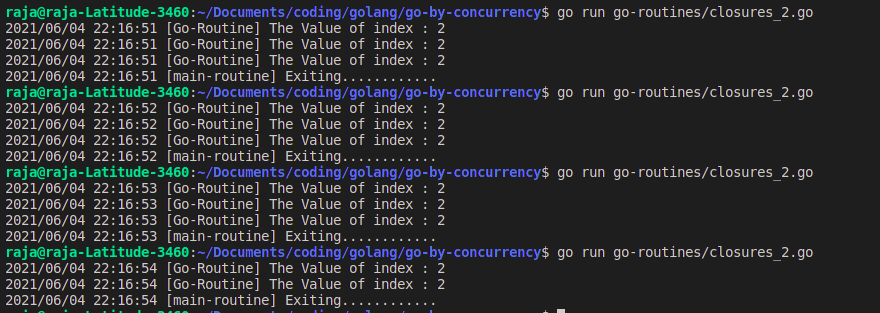 raja@raja-Latitude-3460:~/Documents/coding/golang/go-by-concurrency$ go run go-routines/closures_2.go
2021/06/04 22:16:51 [Go-Routine] The Value of index : 2
2021/06/04 22:16:51 [Go-Routine] The Value of index : 2
2021/06/04 22:16:51 [Go-Routine] The Value of index : 2
2021/06/04 22:16:51 [main-routine] Exiting............
raja@raja-Latitude-3460:~/Documents/coding/golang/go-by-concurrency$ go run go-routines/closures_2.go
2021/06/04 22:16:52 [Go-Routine] The Value of index : 2
2021/06/04 22:16:52 [Go-Routine] The Value of index : 2
2021/06/04 22:16:52 [Go-Routine] The Value of index : 2
2021/06/04 22:16:52 [main-routine] Exiting............
raja@raja-Latitude-3460:~/Documents/coding/golang/go-by-concurrency$ go run go-routines/closures_2.go
2021/06/04 22:16:53 [Go-Routine] The Value of index : 2
2021/06/04 22:16:53 [Go-Routine] The Value of index : 2
2021/06/04 22:16:53 [Go-Routine] The Value of index : 2
2021/06/04 22:16:53 [main-routine] Exiting............
raja@raja-Latitude-3460:~/Documents/coding/golang/go-by-concurrency$ go run go-routines/closures_2.go
2021/06/04 22:16:54 [Go-Routine] The Value of index : 2
2021/06/04 22:16:54 [Go-Routine] The Value of index : 2
2021/06/04 22:16:54 [main-routine] Exiting............